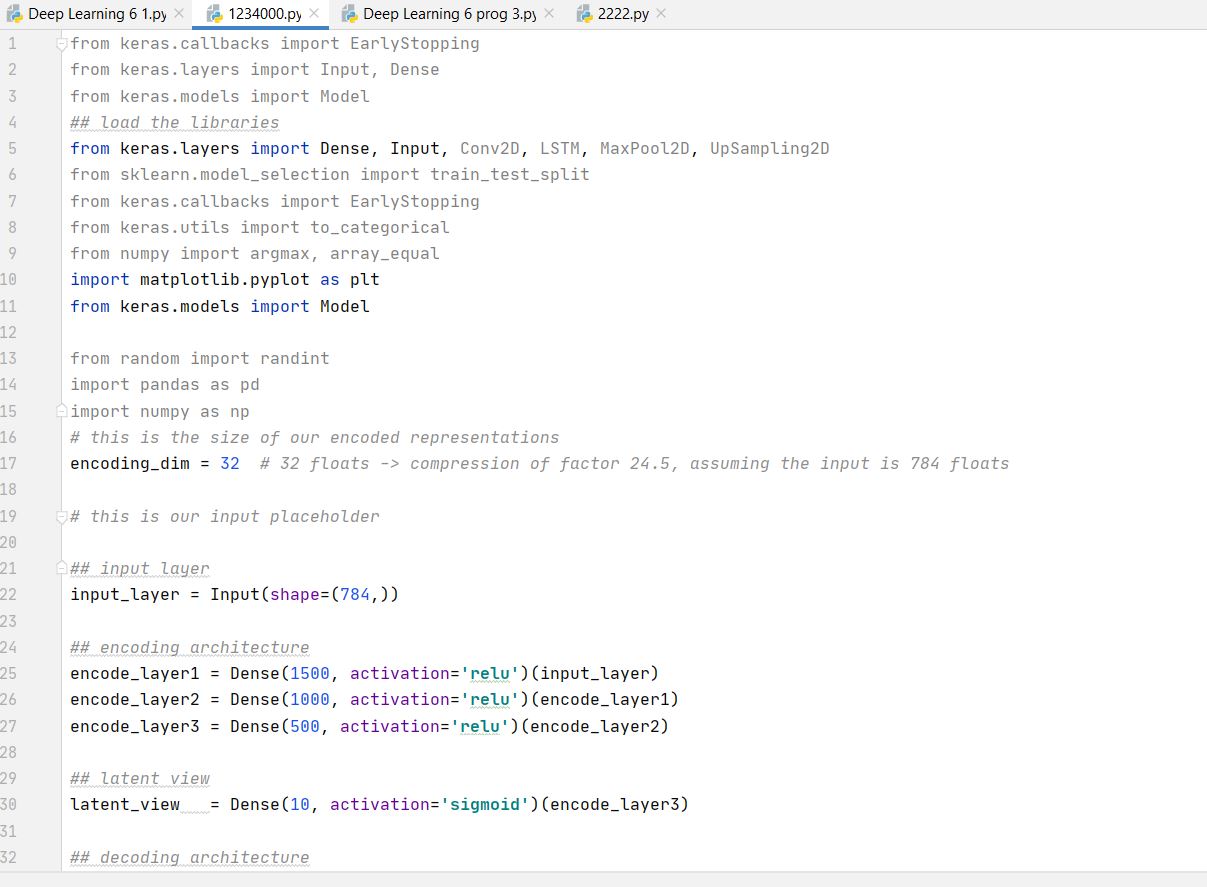 Deep Learning 6 1.py 1234000.py Deep Learning 6 prog 3.py 2222.py
1 from keras.callbacks import EarlyStopping
2 from keras.layers import Input, Dense
3 from keras.models import Model
4 ## load the libraries
5 from keras.layers import Dense, Input, Conv2D, LSTM, MaxPool2D, UpSampling2D
6 from sklearn.model_selection import train_test_split
7 from keras.callbacks import EarlyStopping
8 from keras.utils import to_categorical
9 from numpy import argmax, array_equal
10 import matplotlib.pyplot as plt
11 from keras.models import Model
12
13 from random import randint
14 import pandas as pd
15 import numpy as np
16 # this is the size of our encoded representations
17 encoding_dim = 32  # 32 floats -> compression of factor 24.5, assuming the input is 784 floats
18
19 # this is our input placeholder
20
21 ## input layer
22 input_layer = Input(shape=(784,))
23
24 ## encoding architecture
25 encode_layer1 = Dense(1500, activation='relu')(input_layer)
26 encode_layer2 = Dense(1000, activation='relu')(encode_layer1)
27 encode_layer3 = Dense(500, activation='relu')(encode_layer2)
28
29 ## latent view
30 latent_view   = Dense(10, activation='sigmoid')(encode_layer3)
31
32 ## decoding architecture